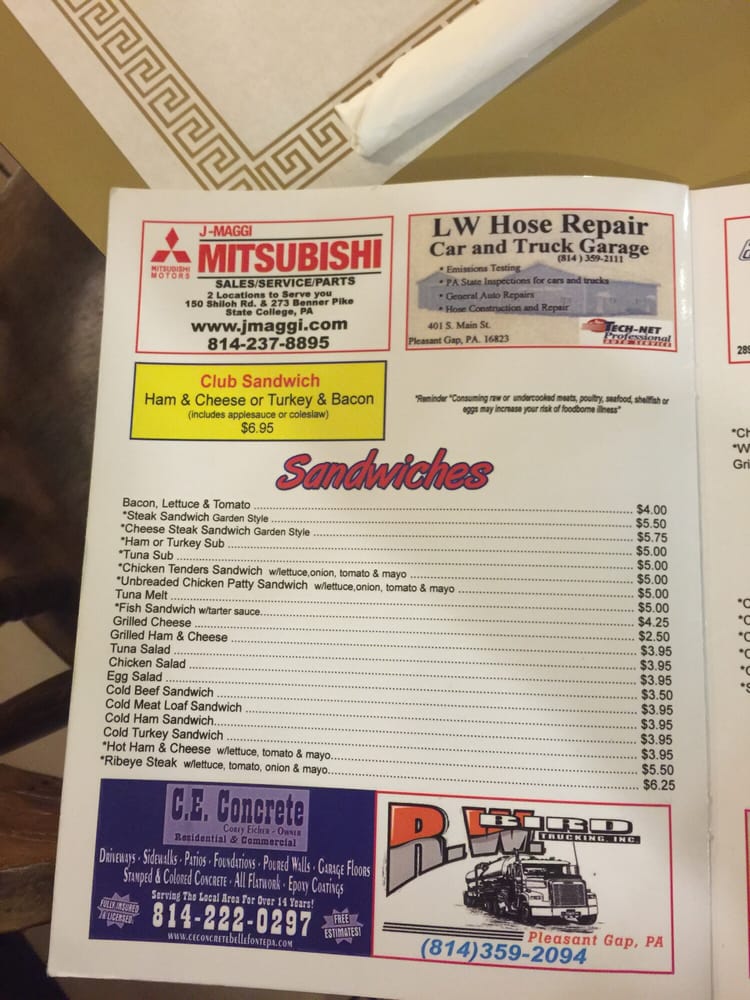 J-MAGGI
MITSUBISHI
MITSUBISHI
MOTORS
SALES/SERVICE/PARTS
2 Locations to Serve you
150 Shiloh Rd. & 273 Benner Pike
State College, PA
www.jmaggi.com
814-237-8895
LW Hose Repair
Car and Truck Garage
(814 ) 359-2111
• Emissions Testing
• PA State Inspections for cars and trucks
• General Auto Repairs
• Hose Construction and Repair
401 S. Main St.
Pleasant Gap, PA. 16823
TECH-NET
Professional
AUTO SERVICE
Club Sandwich
Ham & Cheese or Turkey & Bacon
(includes applesauce or coleslaw)
$6.95
*Reminder "Consuming raw or undercooked meats, poultry, seafood, shellfish or
eggs may increase your risk of foodborne illness"
Sandwiches
Bacon, Lettuce & Tomato $4.00
*Steak Sandwich Garden Style $5.50
*Cheese Steak Sandwich Garden Style $5.75
*Ham or Turkey Sub $5.00
*Tuna Sub $5.00
*Chicken Tenders Sandwich w/lettuce,onion, tomato & mayo $5.00
*Unbreaded Chicken Patty Sandwich w/lettuce,onion, tomato & mayo $5.00
Tuna Melt $5.00
*Fish Sandwich w/tarter sauce $4.25
Grilled Cheese $2.50
Grilled Ham & Cheese $3.95
Tuna Salad $3.95
Chicken Salad $3.95
Egg Salad $3.50
Cold Beef Sandwich $3.95
Cold Meat Loaf Sandwich $3.95
Cold Ham Sandwich $3.95
Cold Turkey Sandwich $3.95
*Hot Ham & Cheese w/lettuce, tomato & mayo $5.50
*Ribeye Steak w/lettuce, tomato, onion & mayo $6.25
C.E. Concrete
Corey Eicher - Owner
Residential & Commercial
Driveways · Sidewalks · Patios · Foundations · Poured Walls · Garage Floors
Stamped & Colored Concrete · All Flatwork · Epoxy Coatings
Serving The Local Area For Over 14 Years!
FULLY INSURED
& LICENSED!
814-222-0297
FREE
ESTIMATES!
www.ceconcretebellefontepa.com
R.W. BIRD
TRUCKING, INC.
Pleasant Gap, PA
(814)359-2094